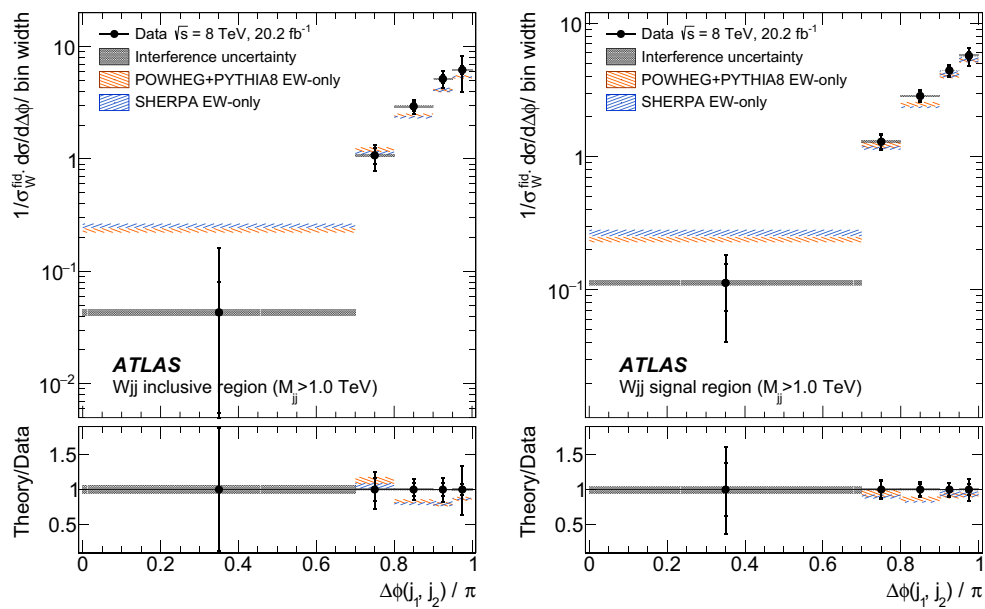 1/σ_W^fid· dσ/dΔϕ/ bin width
10
1
10⁻¹
10⁻²
Data √s = 8 TeV, 20.2 fb⁻¹
Interference uncertainty
POWHEG+PYTHIA8 EW-only
SHERPA EW-only
ATLAS
Wjj inclusive region (M_jj>1.0 TeV)
Theory/Data
1.5
1
0.5
0 0.2 0.4 0.6 0.8 1
Δϕ(j₁, j₂) / π
1/σ_W^fid· dσ/dΔϕ/ bin width
10
1
10⁻¹
Data √s = 8 TeV, 20.2 fb⁻¹
Interference uncertainty
POWHEG+PYTHIA8 EW-only
SHERPA EW-only
ATLAS
Wjj signal region (M_jj>1.0 TeV)
Theory/Data
1.5
1
0.5
0 0.2 0.4 0.6 0.8 1
Δϕ(j₁, j₂) / π